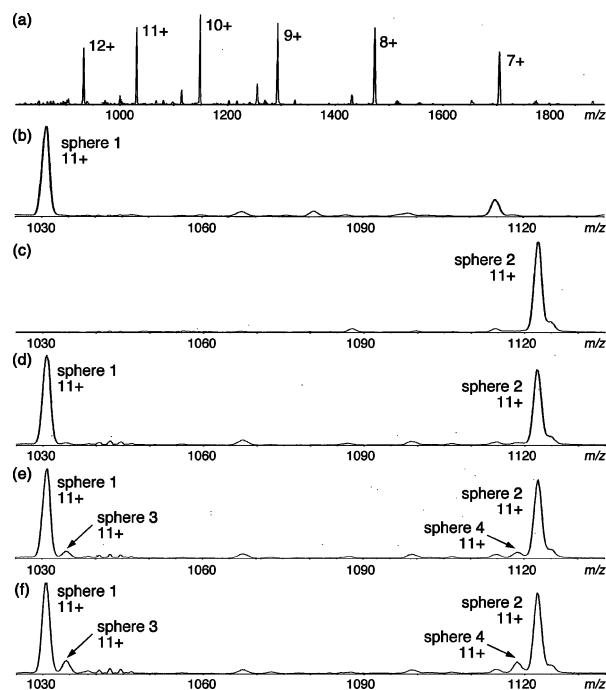 (a)
12+ 11+ 10+ 9+ 8+ 7+
1000 1200 1400 1600 1800 m/z
(b)
sphere 1
11+
1030 1060 1090 1120 m/z
(c)
sphere 2
11+
1030 1060 1090 1120 m/z
(d)
sphere 1
11+
sphere 2
11+
1030 1060 1090 1120 m/z
(e)
sphere 1
11+
sphere 3
11+
sphere 2
11+
sphere 4
11+
1030 1060 1090 1120 m/z
(f)
sphere 1
11+
sphere 3
11+
sphere 2
11+
sphere 4
11+
1030 1060 1090 1120 m/z